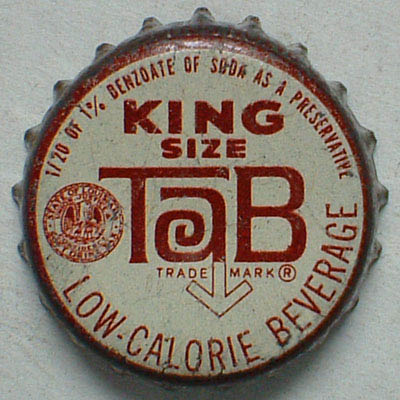 1/20 OF 1% BENZOATE OF SODA AS A PRESERVATIVE
KING
SIZE
TaB
TRADE MARK ®
LOW-CALORIE BEVERAGE